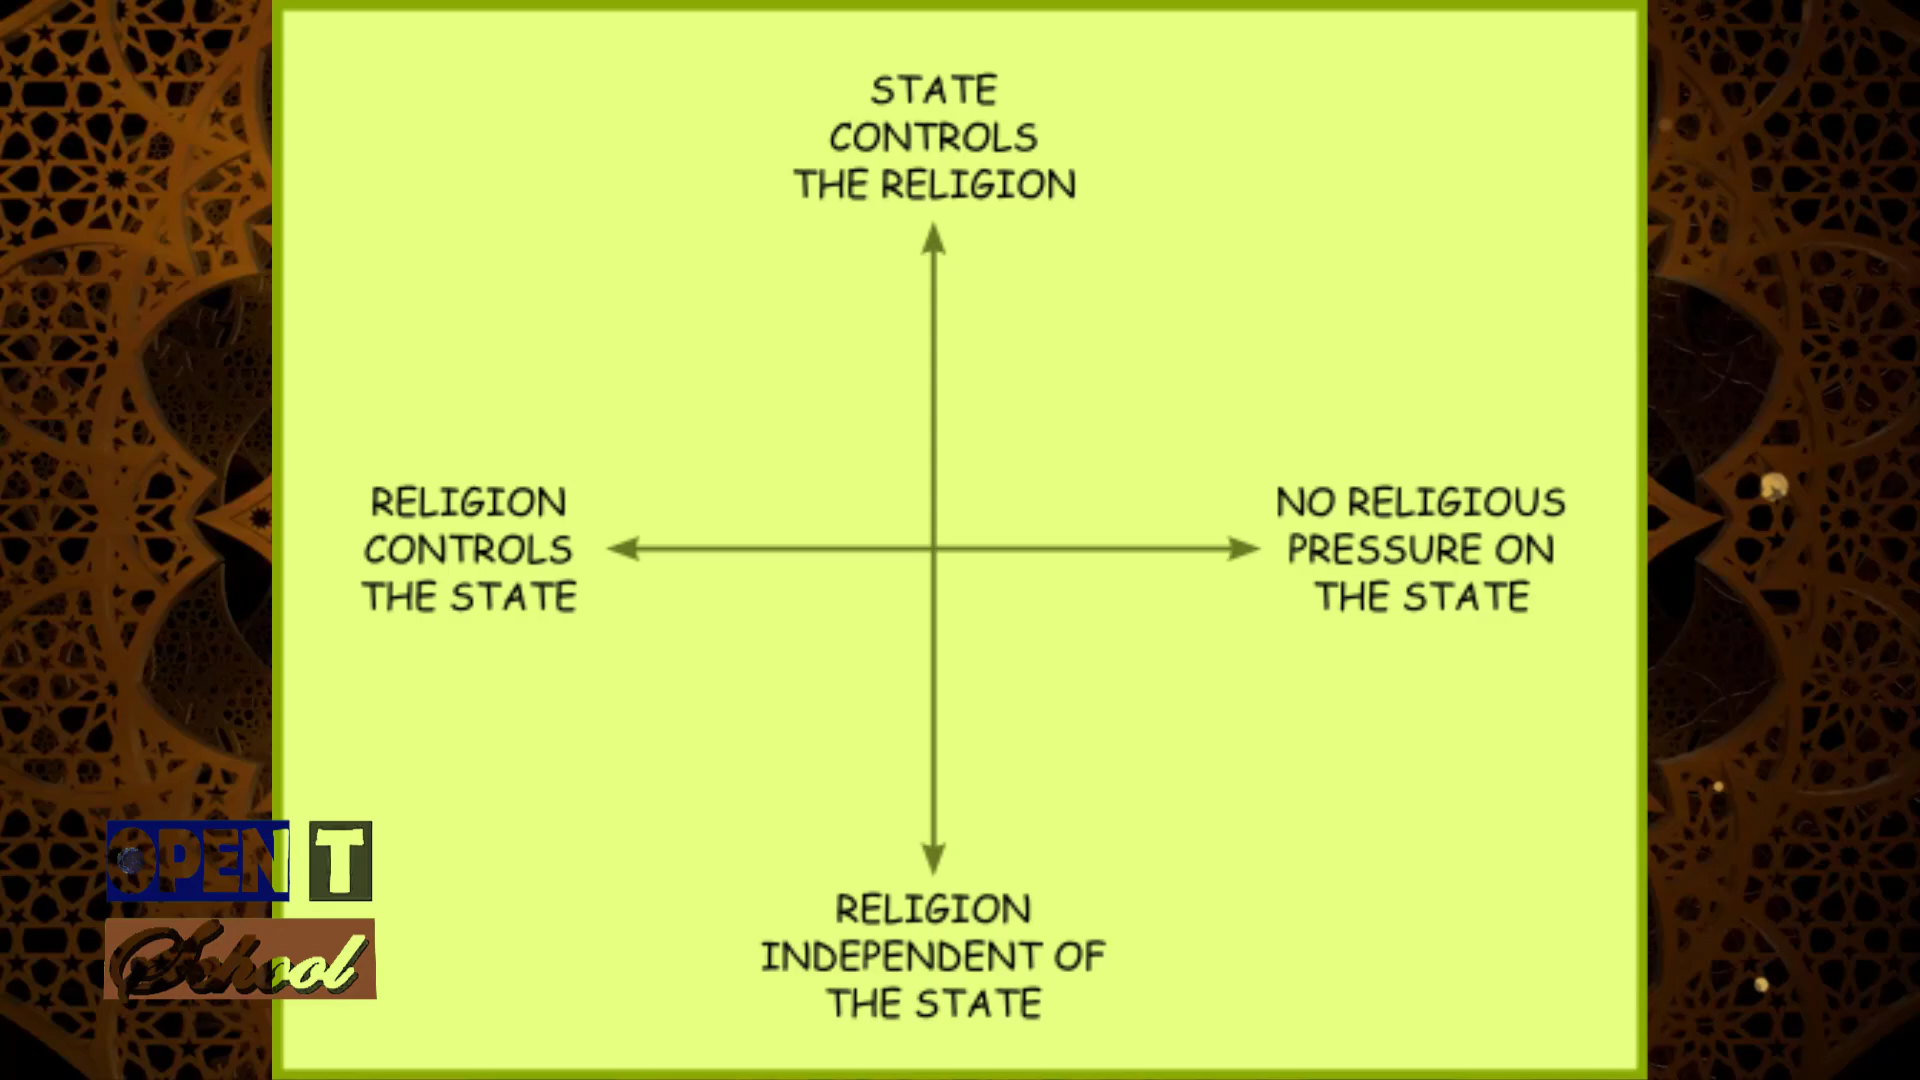 STATE
CONTROLS
THE RELIGION
RELIGION
CONTROLS
THE STATE
NO RELIGIOUS
PRESSURE ON
THE STATE
RELIGION
INDEPENDENT OF
THE STATE
OPEN T
School